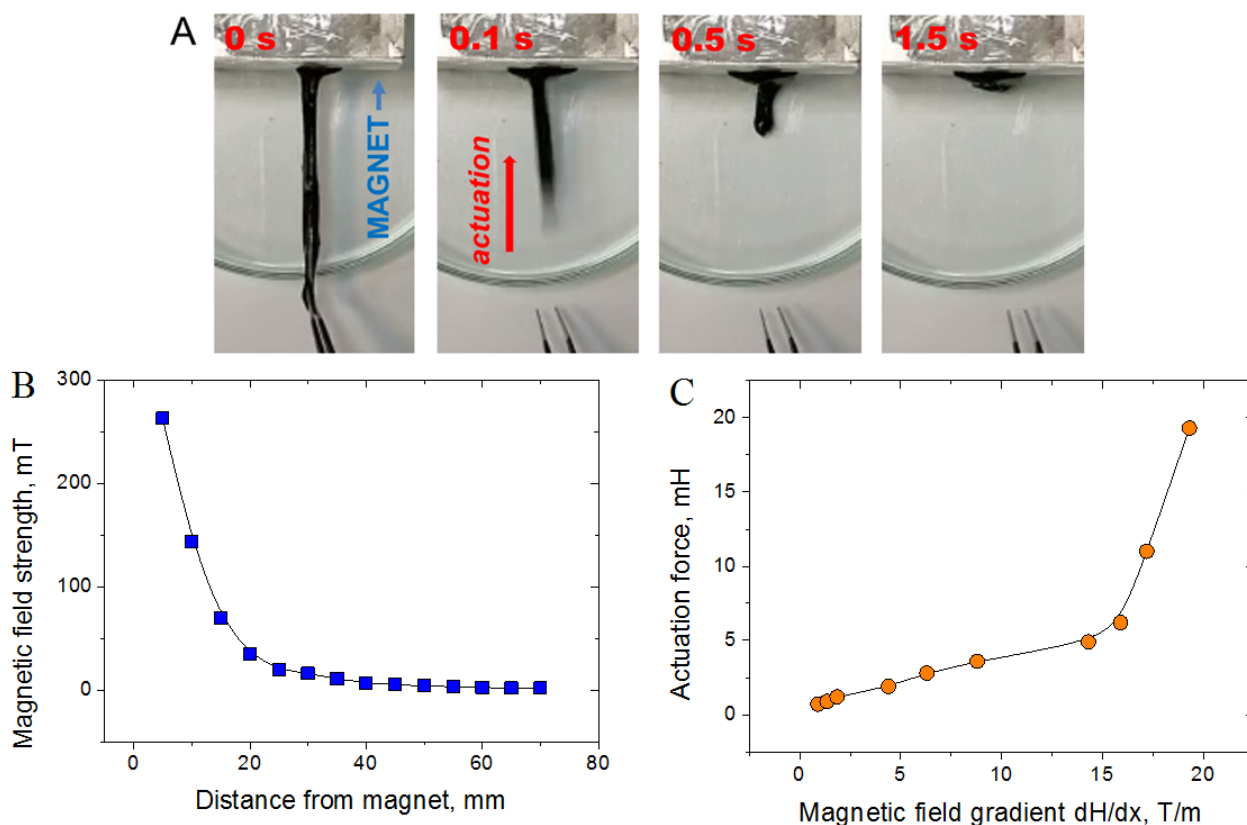 A
0 s
0.1 s
0.5 s
1.5 s
MAGNET →
actuation
B
Magnetic field strength, mT
300
200
100
0
0
20
40
60
80
Distance from magnet, mm
C
Actuation force, mH
20
15
10
5
0
0
5
10
15
20
Magnetic field gradient dH/dx, T/m